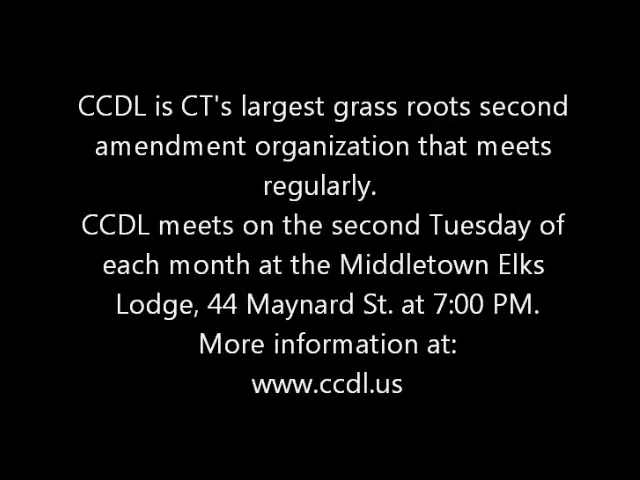 CCDL is CT's largest grass roots second
amendment organization that meets
regularly.
CCDL meets on the second Tuesday of
each month at the Middletown Elks
Lodge, 44 Maynard St. at 7:00 PM.
More information at:
www.ccdl.us